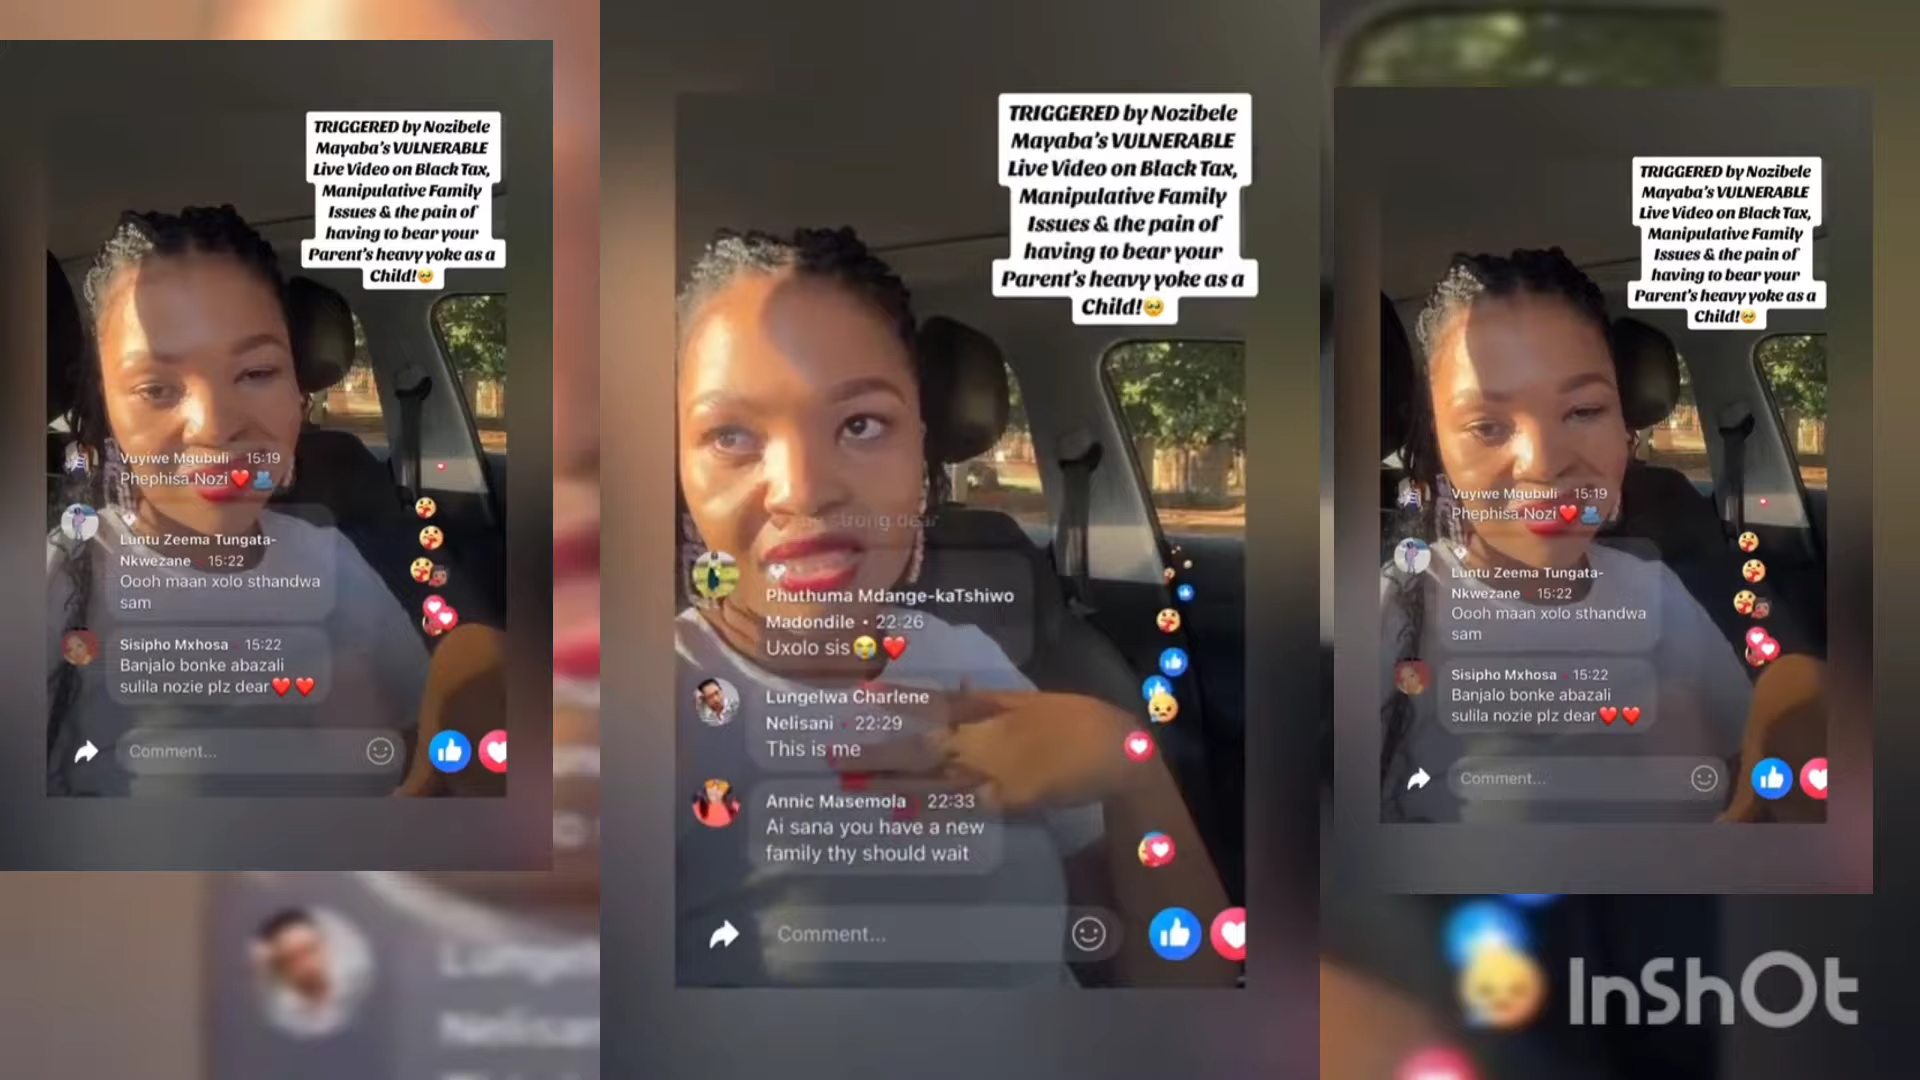 TRIGGERED by Nozibele
Mayaba's VULNERABLE
Live Video on Black Tax,
Manipulative Family
Issues & the pain of
having to bear your
Parent's heavy yoke as a
Child!🥹
Vuyiwe Mgubuli 15:19
Phephisa Nozi❤️🫂
Luntu Zeema Tungata-
Nkwezane 15:22
Oooh maan xolo sthandwa
sam
Sisipho Mxhosa 15:22
Banjalo bonke abazali
sulila nozie plz dear❤️❤️
Comment...
TRIGGERED by Nozibele
Mayaba's VULNERABLE
Live Video on Black Tax,
Manipulative Family
Issues & the pain of
having to bear your
Parent's heavy yoke as a
Child!🥹
strong dear
Phuthuma Mdange-kaTshiwo
Madondile • 22:26
Uxolo sis😭 ❤️
Lungelwa Charlene
Nelisani • 22:29
This is me
Annic Masemola 22:33
Ai sana you have a new
family thy should wait
Comment...
TRIGGERED by Nozibele
Mayaba's VULNERABLE
Live Video on Black Tax,
Manipulative Family
Issues & the pain of
having to bear your
Parent's heavy yoke as a
Child!🥹
Vuyiwe Mgubuli 15:19
Phephisa Nozi❤️🫂
Luntu Zeema Tungata-
Nkwezane 15:22
Oooh maan xolo sthandwa
sam
Sisipho Mxhosa 15:22
Banjalo bonke abazali
sulila nozie plz dear❤️❤️
Comment...
InShOt